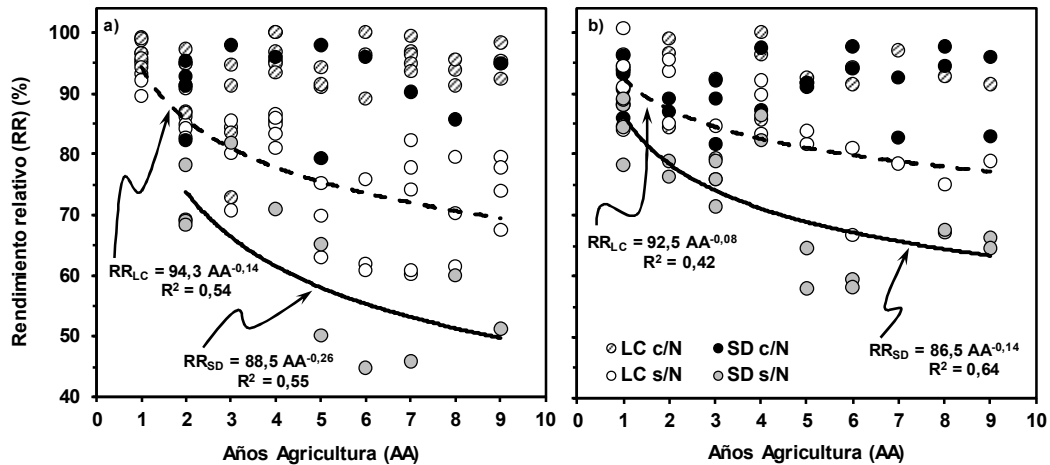 Rendimiento relativo (RR) (%)
100
90
80
70
60
50
40
a)
RR_LC = 94,3 AA^-0,14
R² = 0,54
RR_SD = 88,5 AA^-0,26
R² = 0,55
0 1 2 3 4 5 6 7 8 9 10
Años Agricultura (AA)
b)
RR_LC = 92,5 AA^-0,08
R² = 0,42
RR_SD = 86,5 AA^-0,14
R² = 0,64
LC c/N SD c/N
LC s/N SD s/N
0 1 2 3 4 5 6 7 8 9 10
Años Agricultura (AA)